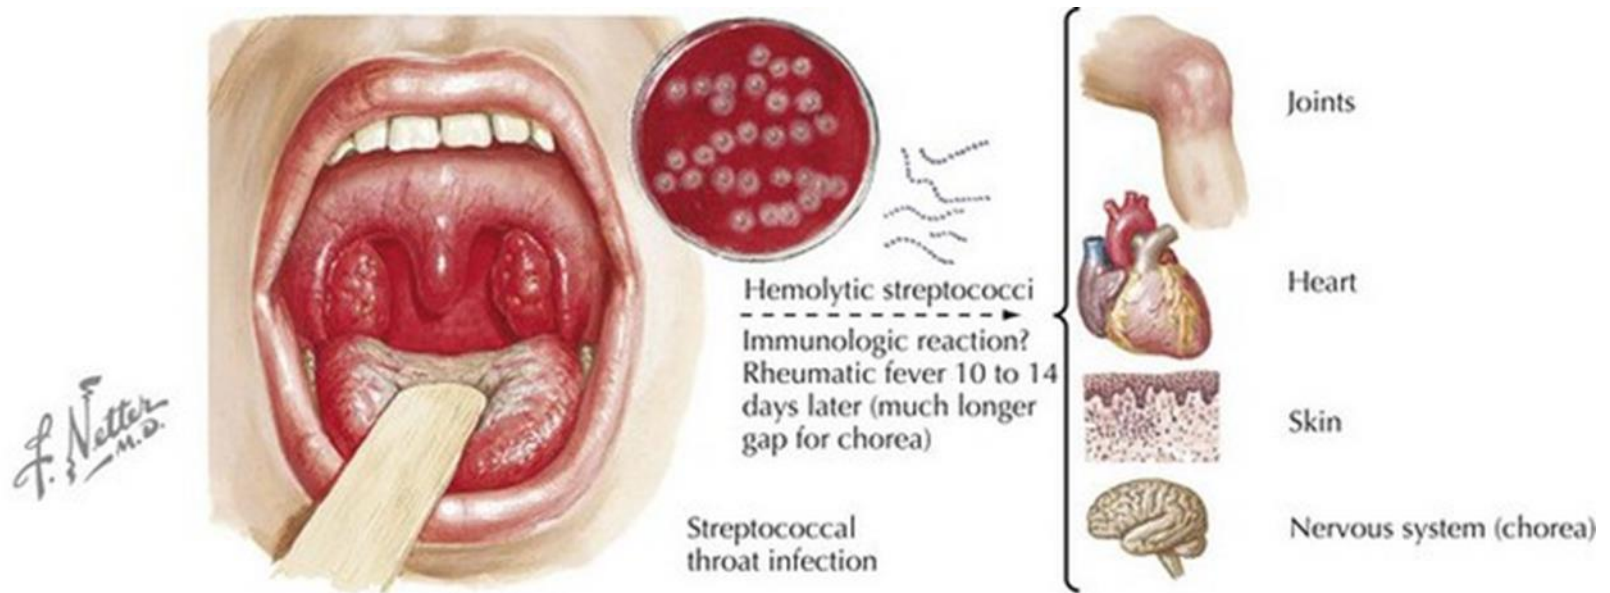 Joints
Hemolytic streptococci
Heart
Immunologic reaction?
Rheumatic fever 10 to 14
days later (much longer
gap for chorea)
Skin
Streptococcal
throat infection
Nervous system (chorea)
F. Netter
M.D.